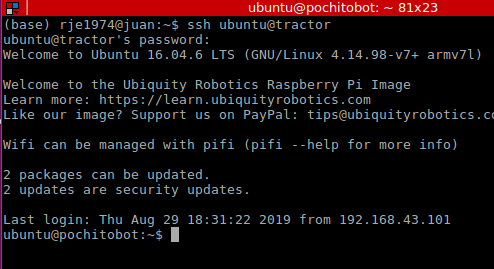 ubuntu@pochitobot: ~ 81x23
(base) rje1974@juan:~$ ssh ubuntu@tractor
ubuntu@tractor's password:
Welcome to Ubuntu 16.04.6 LTS (GNU/Linux 4.14.98-v7+ armv7l)
Welcome to the Ubiquity Robotics Raspberry Pi Image
Learn more: https://learn.ubiquityrobotics.com
Like our image? Support us on PayPal: tips@ubiquityrobotics.co
Wifi can be managed with pifi (pifi --help for more info)
2 packages can be updated.
2 updates are security updates.
Last login: Thu Aug 29 18:31:22 2019 from 192.168.43.101
ubuntu@pochitobot:~$